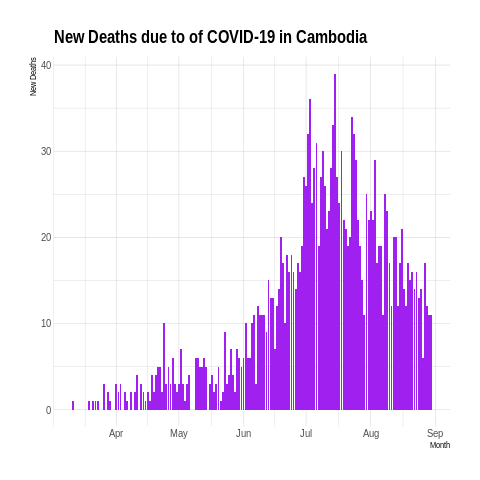 New Deaths due to of COVID-19 in Cambodia
New Deaths
40
30
20
10
0
Apr May Jun Jul Aug Sep
Month